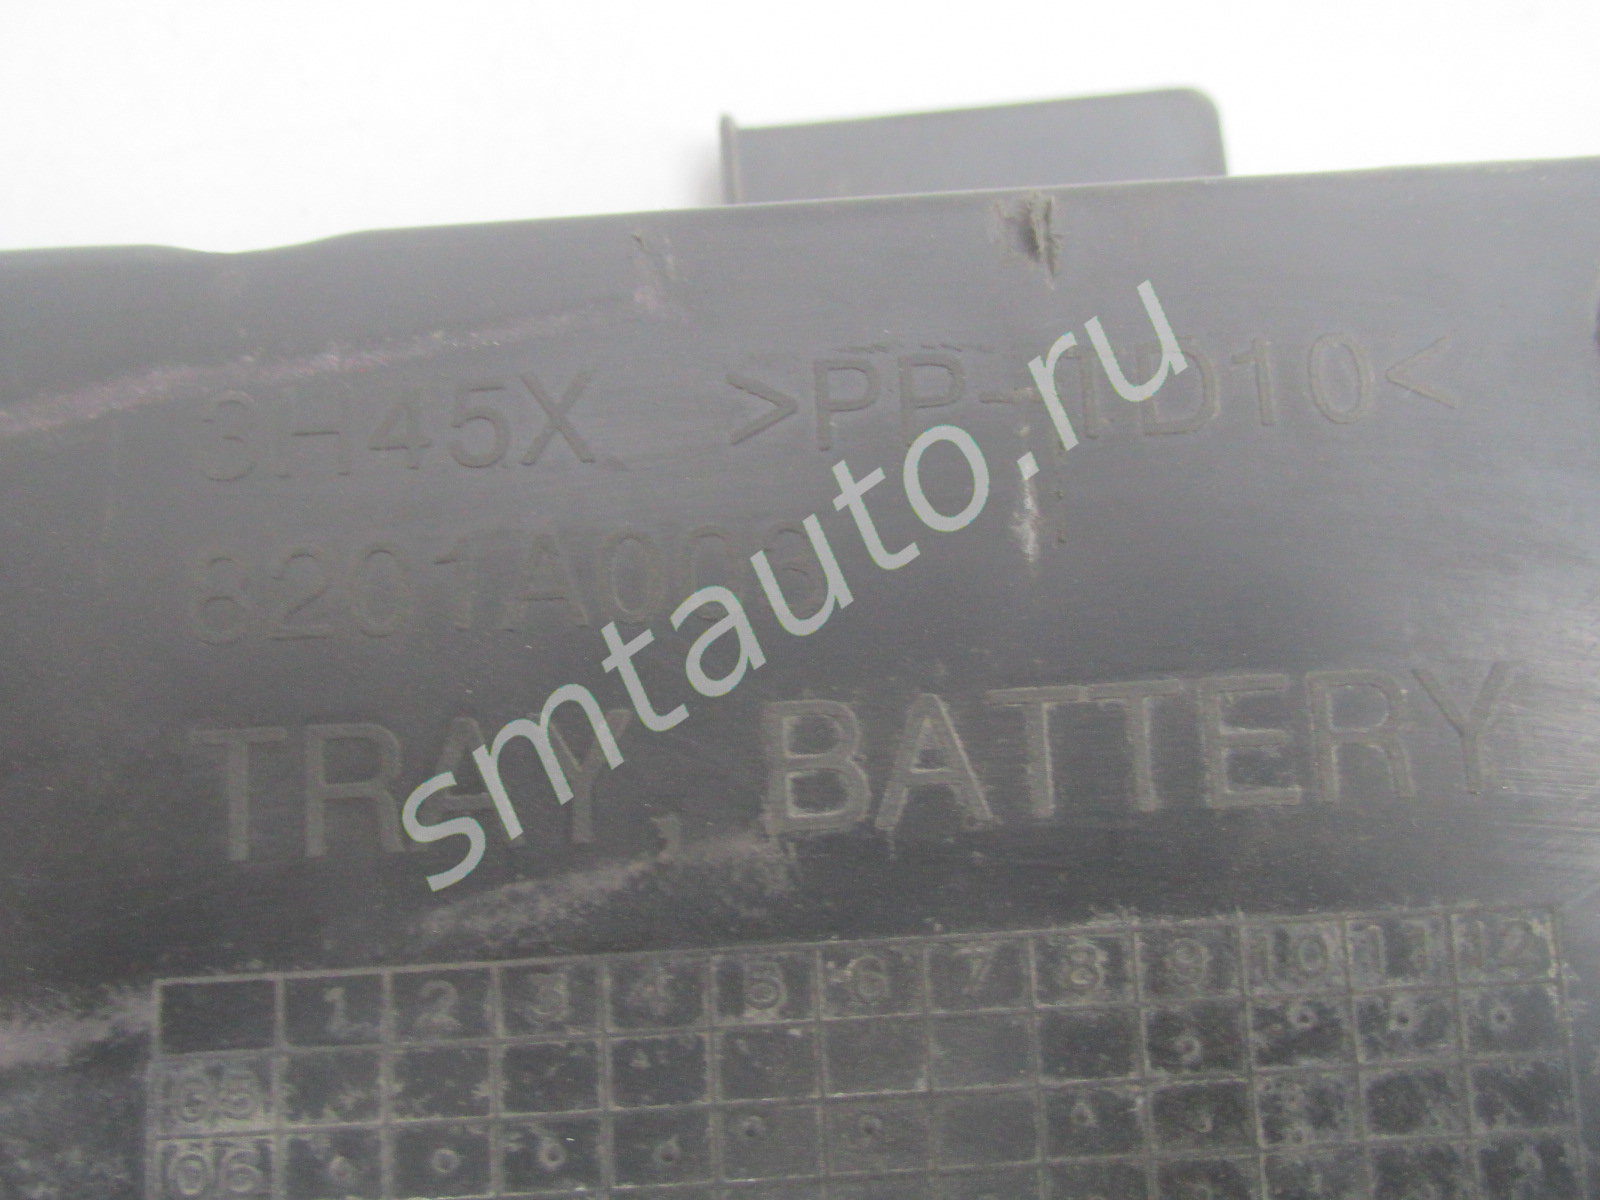 3H45X >PP-TD10<
8201A008
TRAY, BATTERY
1 2 3 4 5 6 7 8 9 10 11 12
05
06
smtauto.ru